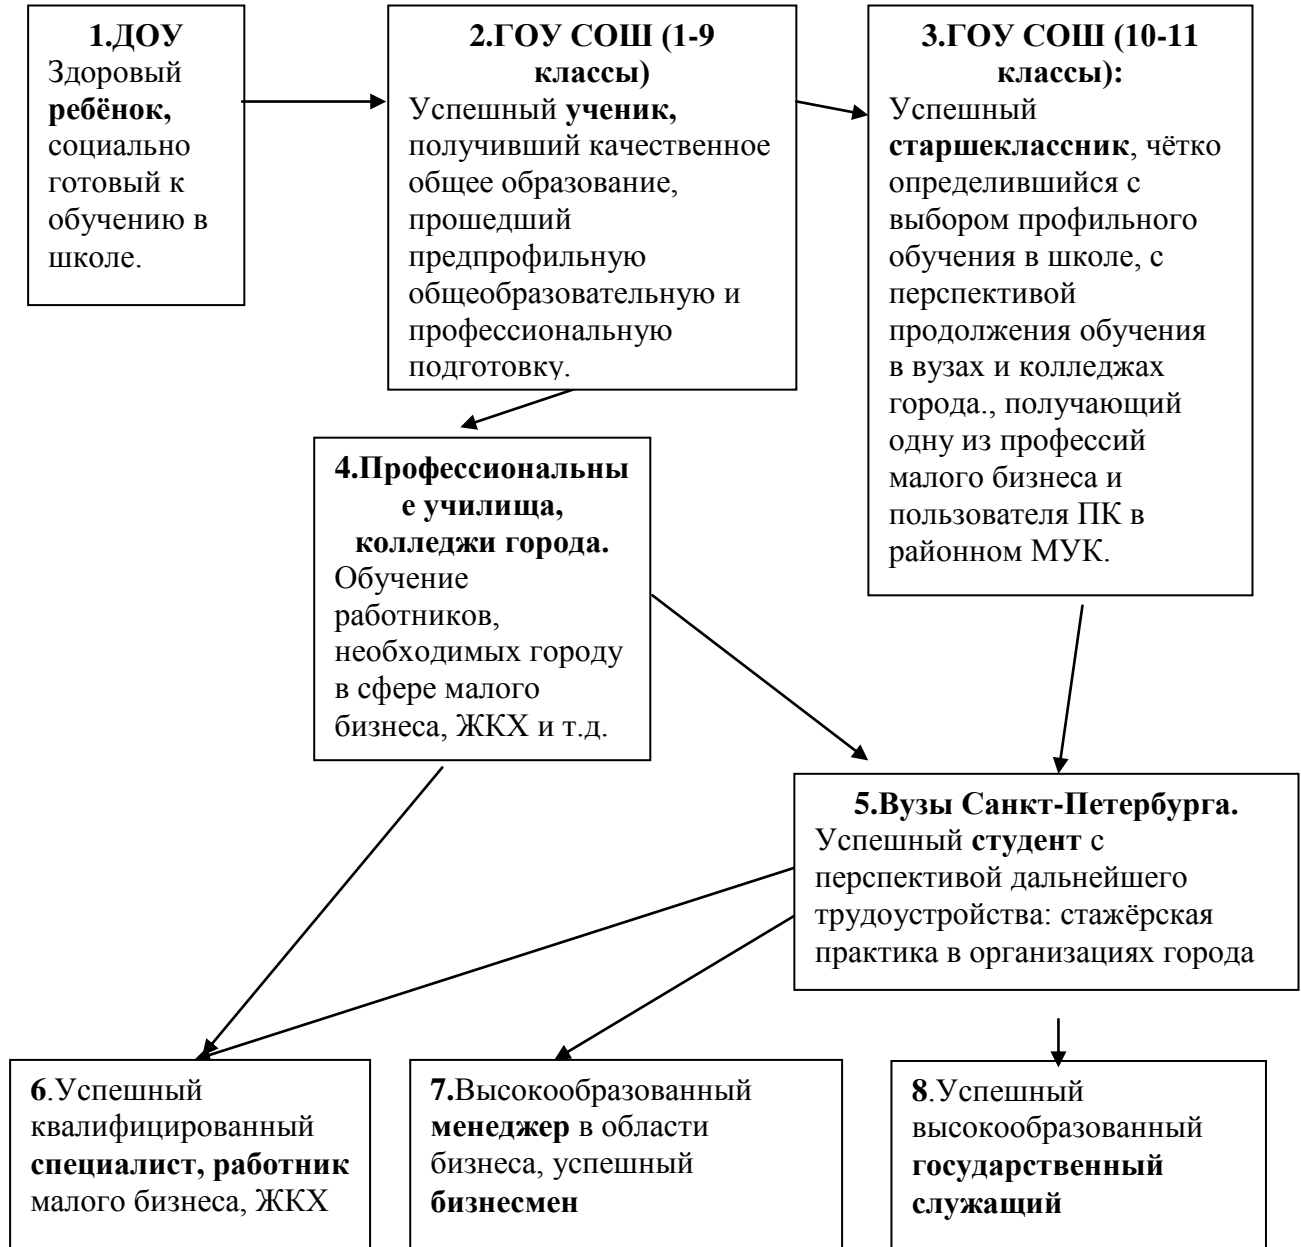 1.ДОУ
Здоровый
ребёнок,
социально
готовый к
обучению в
школе.
2.ГОУ СОШ (1-9
классы)
Успешный ученик,
получивший качественное
общее образование,
прошедший
предпрофильную
общеобразовательную и
профессиональную
подготовку.
3.ГОУ СОШ (10-11
классы):
Успешный
старшеклассник, чётко
определившийся с
выбором профильного
обучения в школе, с
перспективой
продолжения обучения
в вузах и колледжах
города., получающий
одну из профессий
малого бизнеса и
пользователя ПК в
районном МУК.
4.Профессиональны
е училища,
колледжи города.
Обучение
работников,
необходимых городу
в сфере малого
бизнеса, ЖКХ и т.д.
5.Вузы Санкт-Петербурга.
Успешный студент с
перспективой дальнейшего
трудоустройства: стажёрская
практика в организациях города
6.Успешный
квалифицированный
специалист, работник
малого бизнеса, ЖКХ
7.Высокообразованный
менеджер в области
бизнеса, успешный
бизнесмен
8.Успешный
высокообразованный
государственный
служащий